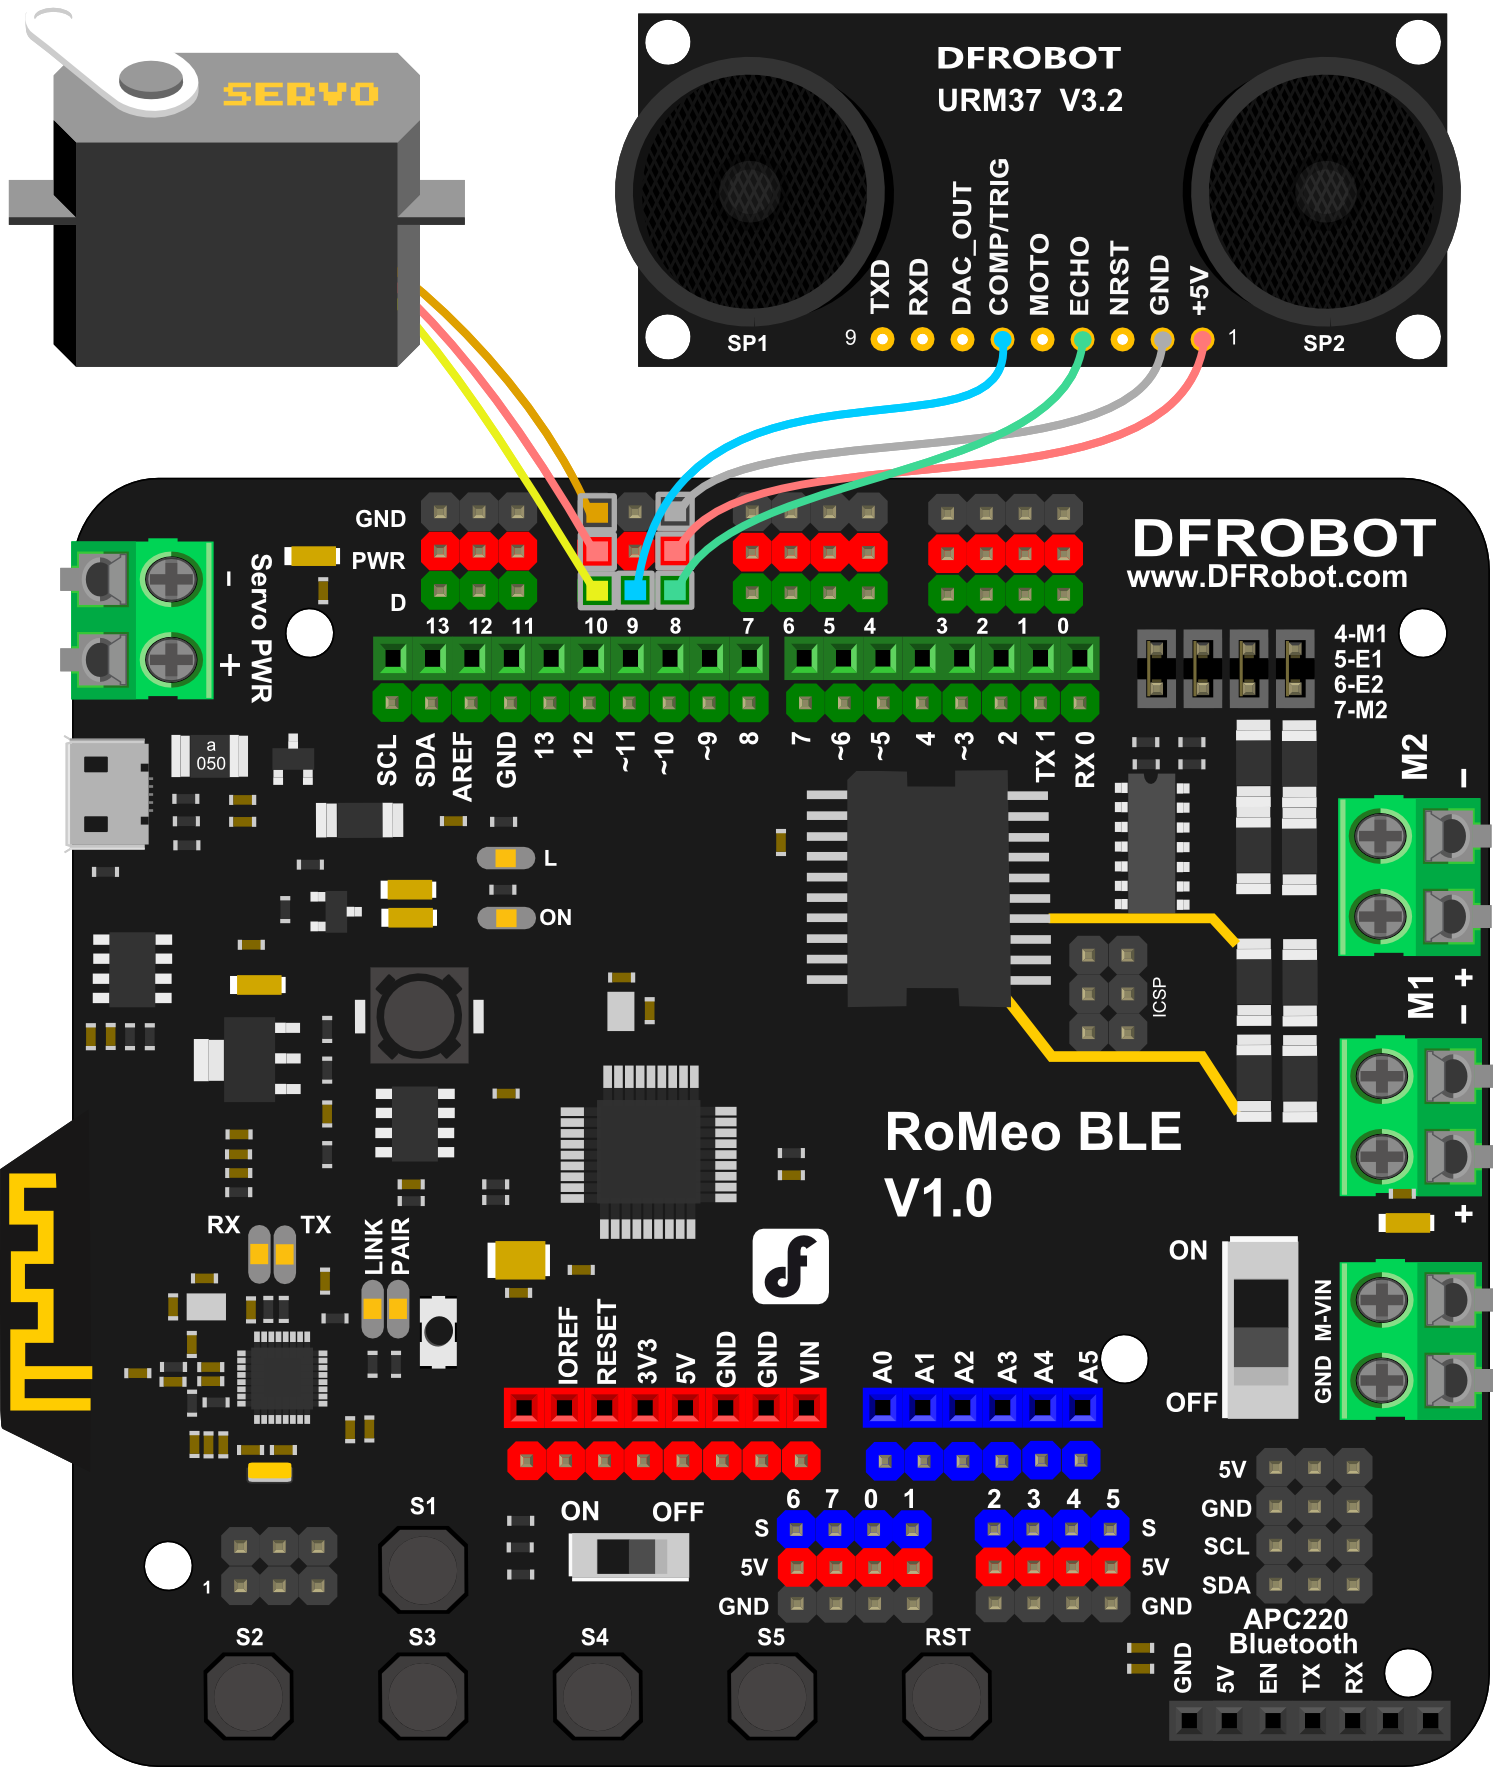 SERVO
DFROBOT
URM37 V3.2
TXD
RXD
DAC_OUT
COMP/TRIG
MOTO
ECHO
NRST
GND
+5V
9
1
SP1
SP2
GND
PWR
D
13 12 11 10 9 8 7 6 5 4 3 2 1 0
Servo PWR
-
+
DFROBOT
www.DFRobot.com
4-M1
5-E1
6-E2
7-M2
SCL
SDA
AREF
GND
13
12
~11
~10
~9
8
7
~6
~5
4
~3
2
TX 1
RX 0
a
050
L
ON
M2
-
+
M1
-
+
ICSP
RoMeo BLE
V1.0
RX
TX
LINK
PAIR
ON
OFF
M-VIN
GND
IOREF
RESET
3V3
5V
GND
GND
VIN
A0
A1
A2
A3
A4
A5
S1
ON OFF
6 7 0 1
2 3 4 5
S
5V
GND
S
5V
GND
5V
GND
SCL
SDA
1
S2
S3
S4
S5
RST
APC220
Bluetooth
GND
5V
EN
TX
RX